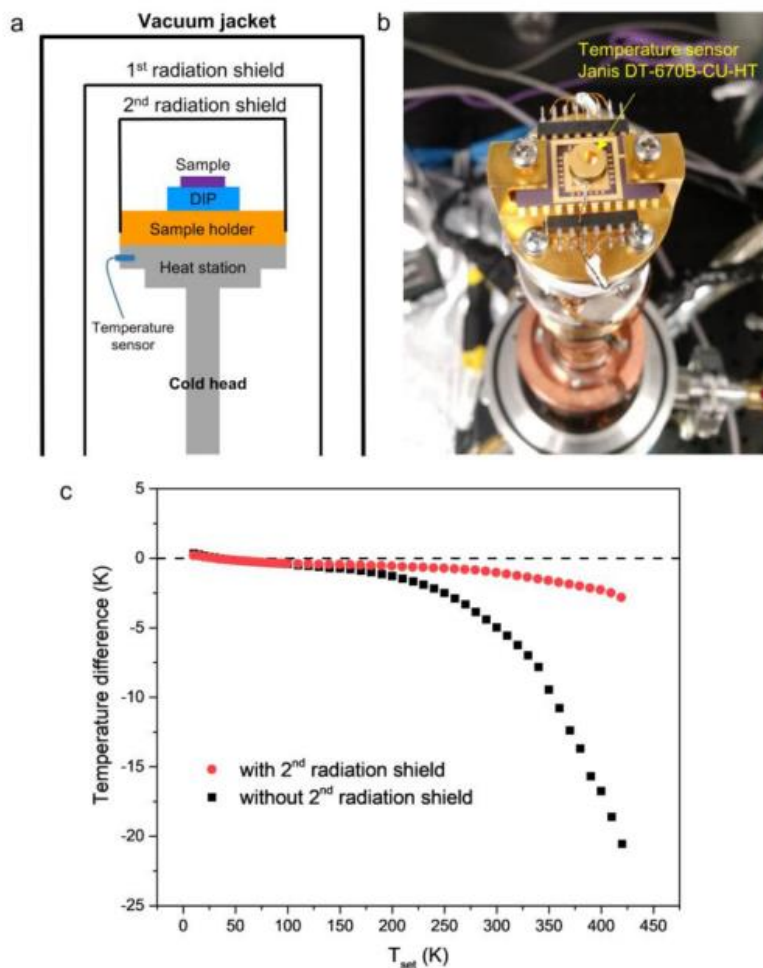 a
Vacuum jacket
1st radiation shield
2nd radiation shield
Sample
DIP
Sample holder
Heat station
Temperature
sensor
Cold head
b
Temperature sensor
Janis DT-670B-CU-HT
c
Temperature difference (K)
5
0
-5
-10
-15
-20
-25
with 2nd radiation shield
without 2nd radiation shield
0 50 100 150 200 250 300 350 400 450
Tset (K)